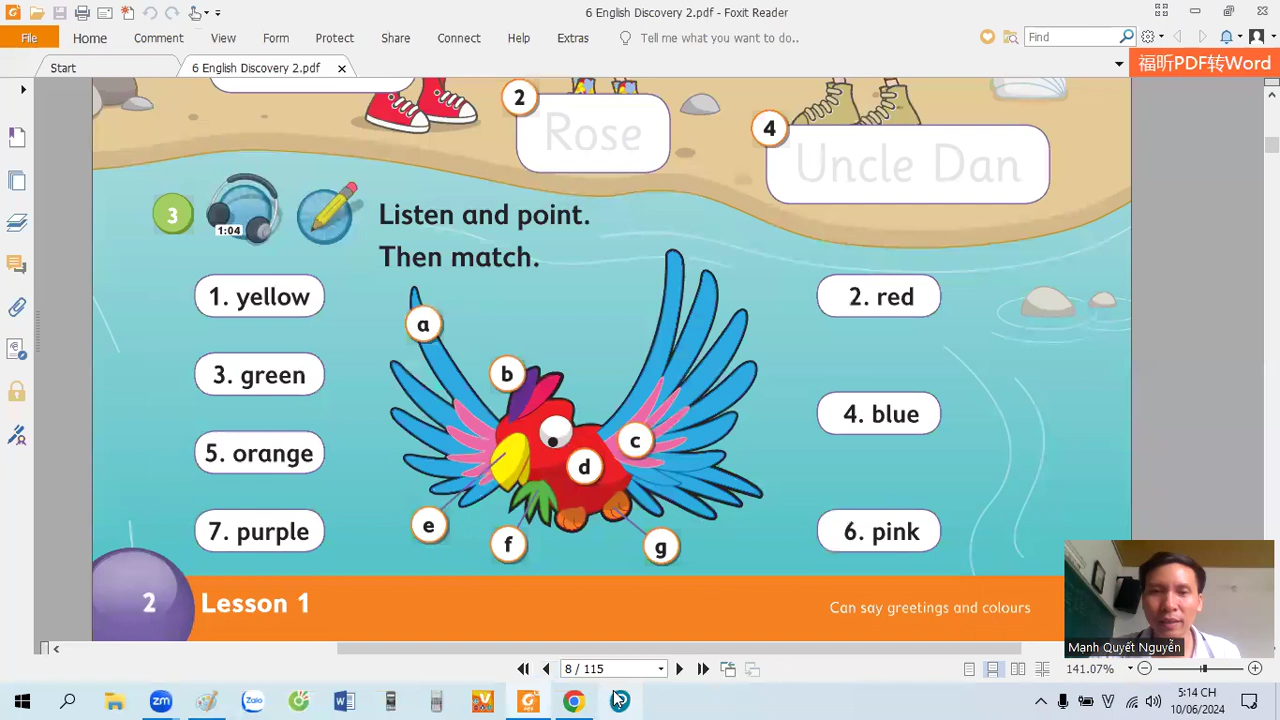 6 English Discovery 2.pdf - Foxit Reader
File Home Comment View Form Protect Share Connect Help Extras Tell me what you want to do.. Find
Start 6 English Discovery 2.pdf
福昕PDF转Word
2 Rose
4 Uncle Dan
3 1:04 Listen and point.
Then match.
1. yellow
2. red
a
b
3. green
4. blue
c
5. orange
d
e
f
g
7. purple
6. pink
2 Lesson 1
Can say greetings and colours
Mạnh Quyết Nguyễn
8 / 115
141.07%
zm Zalo W V
5:14 CH
10/06/2024